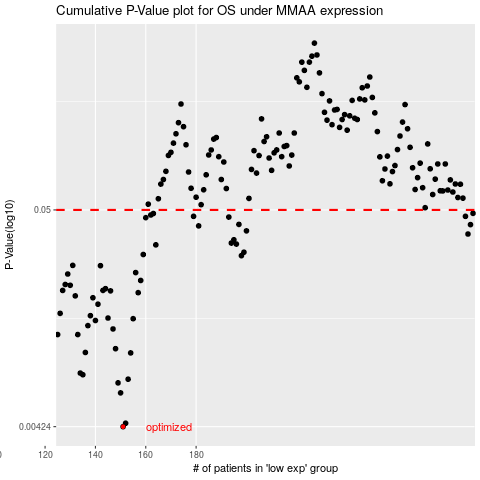 Cumulative P-Value plot for OS under MMAA expression
P-Value(log10)
0.05
0.00424
optimized
0 120 140 160 180
# of patients in 'low exp' group